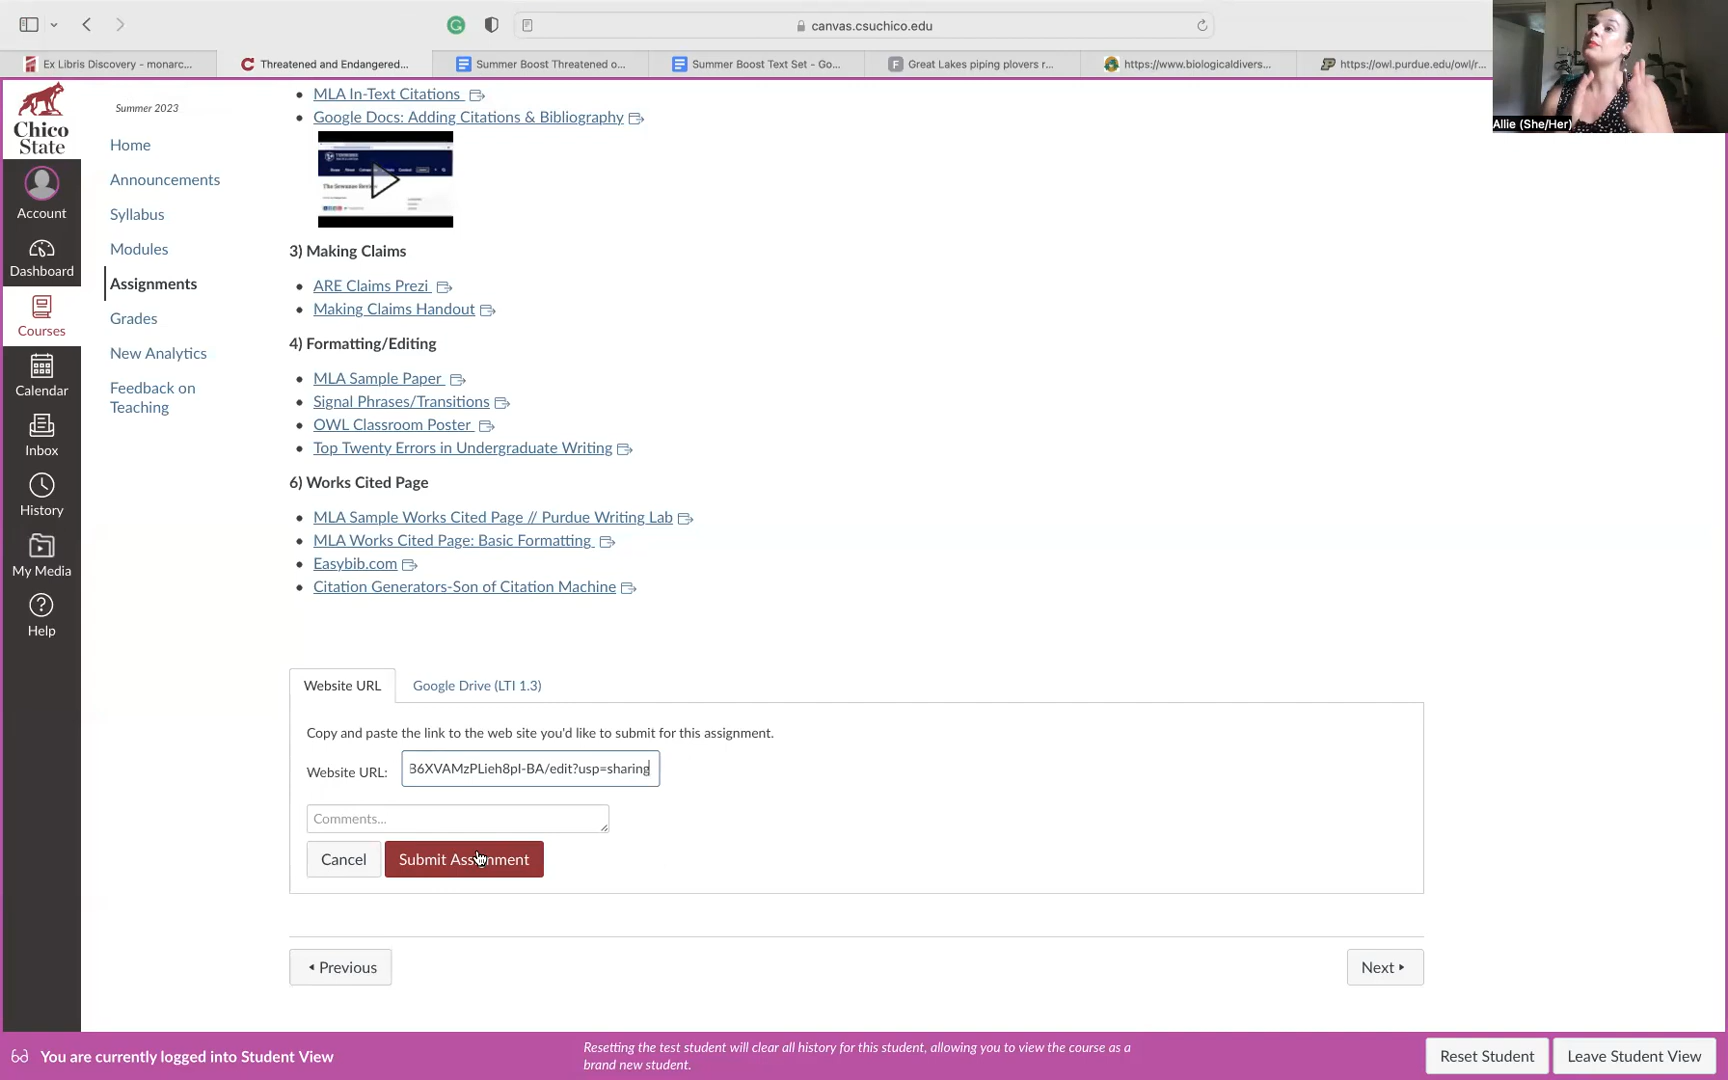 canvas.csuchico.edu
Ex Libris Discovery - monarc...
Threatened and Endangered...
Summer Boost Threatened o...
Summer Boost Text Set - Go...
Great Lakes piping plovers r...
https://www.biologicaldivers...
https://owl.purdue.edu/owl/r...
Allie (She/Her)
Chico
State
Account
Dashboard
Courses
Calendar
Inbox
History
My Media
Help
Summer 2023
Home
Announcements
Syllabus
Modules
Assignments
Grades
New Analytics
Feedback on
Teaching
MLA In-Text Citations
Google Docs: Adding Citations & Bibliography
3) Making Claims
ARE Claims Prezi
Making Claims Handout
4) Formatting/Editing
MLA Sample Paper
Signal Phrases/Transitions
OWL Classroom Poster
Top Twenty Errors in Undergraduate Writing
6) Works Cited Page
MLA Sample Works Cited Page // Purdue Writing Lab
MLA Works Cited Page: Basic Formatting
Easybib.com
Citation Generators-Son of Citation Machine
Website URL
Google Drive (LTI 1.3)
Copy and paste the link to the web site you'd like to submit for this assignment.
Website URL:
B6XVAMzPLieh8pI-BA/edit?usp=sharing
Comments...
Cancel
Submit Assignment
Previous
Next
You are currently logged into Student View
Resetting the test student will clear all history for this student, allowing you to view the course as a
brand new student.
Reset Student
Leave Student View